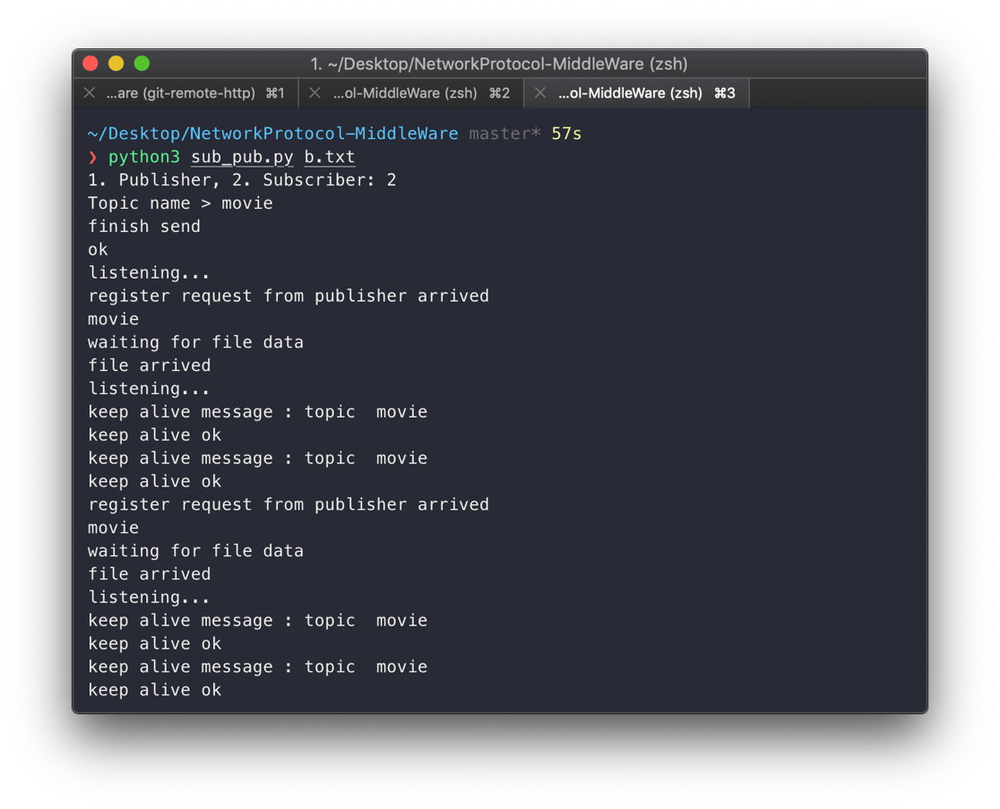 1. ~/Desktop/NetworkProtocol-MiddleWare (zsh)
...are (git-remote-http) ⌘1 ...ol-MiddleWare (zsh) ⌘2 ...ol-MiddleWare (zsh) ⌘3
~/Desktop/NetworkProtocol-MiddleWare master* 57s
❯ python3 sub_pub.py b.txt
1. Publisher, 2. Subscriber: 2
Topic name > movie
finish send
ok
listening...
register request from publisher arrived
movie
waiting for file data
file arrived
listening...
keep alive message : topic  movie
keep alive ok
keep alive message : topic  movie
keep alive ok
register request from publisher arrived
movie
waiting for file data
file arrived
listening...
keep alive message : topic  movie
keep alive ok
keep alive message : topic  movie
keep alive ok